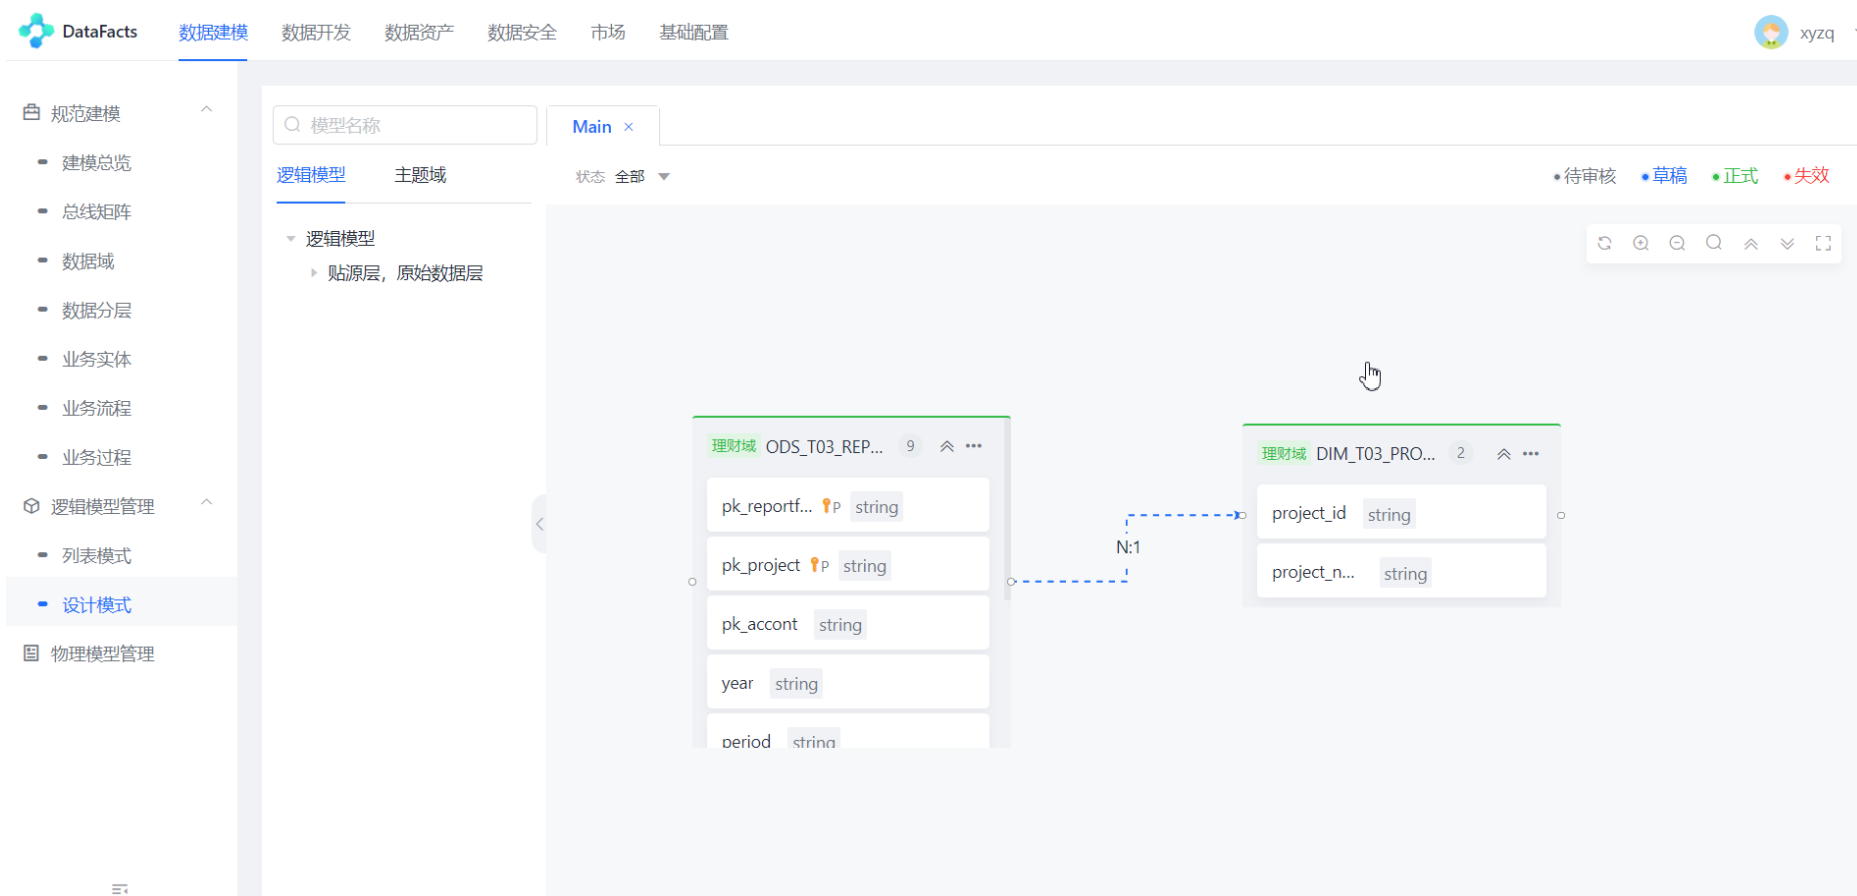 DataFacts
数据建模
数据开发
数据资产
数据安全
市场
基础配置
xyzq
规范建模
建模总览
总线矩阵
数据域
数据分层
业务实体
业务流程
业务过程
逻辑模型管理
列表模式
设计模式
物理模型管理
模型名称
逻辑模型
主题域
逻辑模型
贴源层，原始数据层
Main
状态 全部
待审核
草稿
正式
失效
理财域 ODS_T03_REP... 9
pk_reportf... P string
pk_project P string
pk_accont string
year string
period string
N:1
理财域 DIM_T03_PRO... 2
project_id string
project_n... string